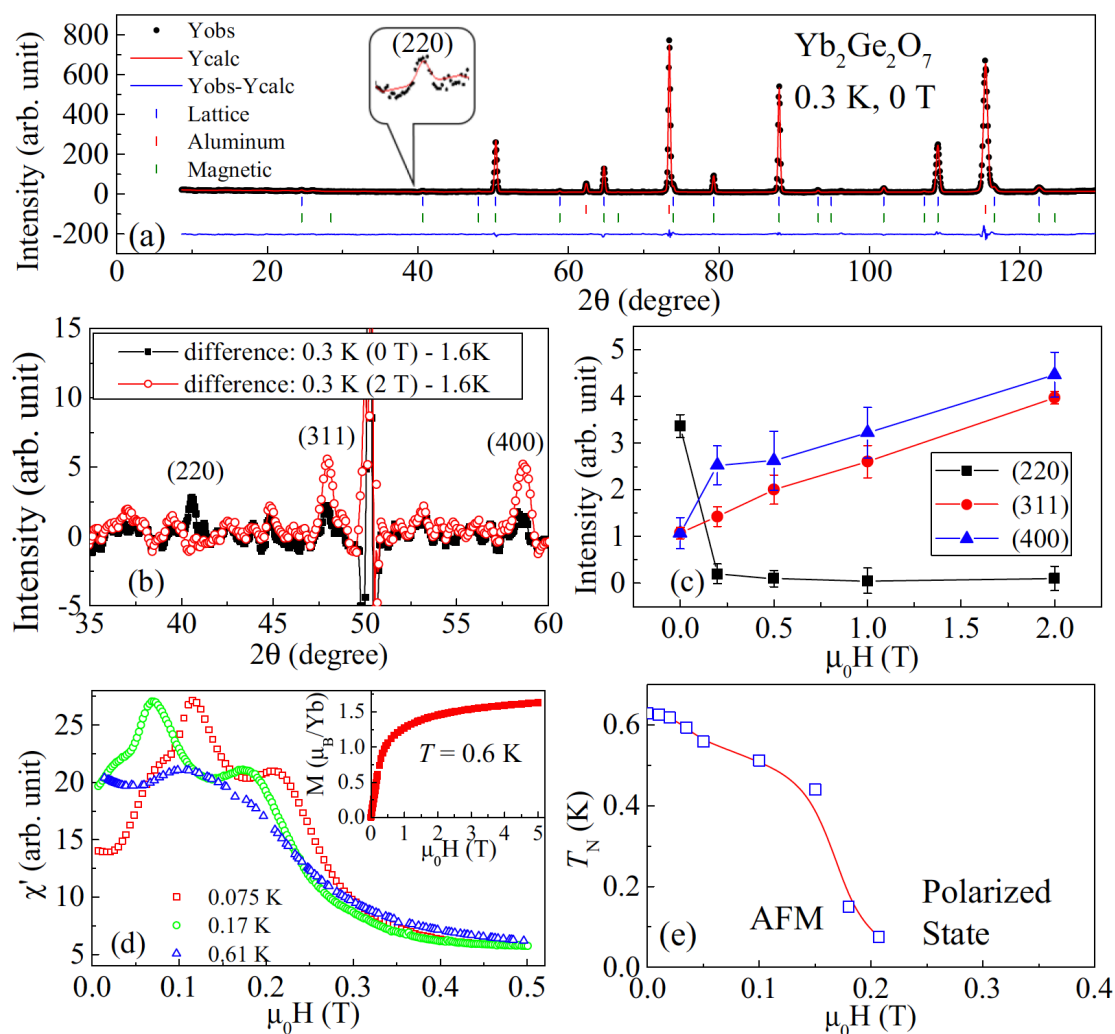 Yobs
Ycalc
Yobs-Ycalc
Lattice
Aluminum
Magnetic
(220)
Yb₂Ge₂O₇
0.3 K, 0 T
(a)
Intensity (arb. unit)
800
600
400
200
0
-200
0 20 40 60 80 100 120
2θ (degree)
difference: 0.3 K (0 T) - 1.6K
difference: 0.3 K (2 T) - 1.6K
(220)
(311)
(400)
(b)
Intensity (arb. unit)
15
10
5
0
-5
35 40 45 50 55 60
2θ (degree)
(220)
(311)
(400)
(c)
Intensity (arb. unit)
5
4
3
2
1
0
0.0 0.5 1.0 1.5 2.0
μ₀H (T)
χ' (arb. unit)
25
20
15
10
5
0.075 K
0.17 K
0.61 K
(d)
0.0 0.1 0.2 0.3 0.4 0.5
μ₀H (T)
M (μ_B/Yb)
1.5
1.0
0.5
0.0
T = 0.6 K
0 1 2 3 4 5
μ₀H (T)
T_N (K)
0.6
0.4
0.2
0.0
AFM
Polarized
State
(e)
0.0 0.1 0.2 0.3 0.4
μ₀H (T)